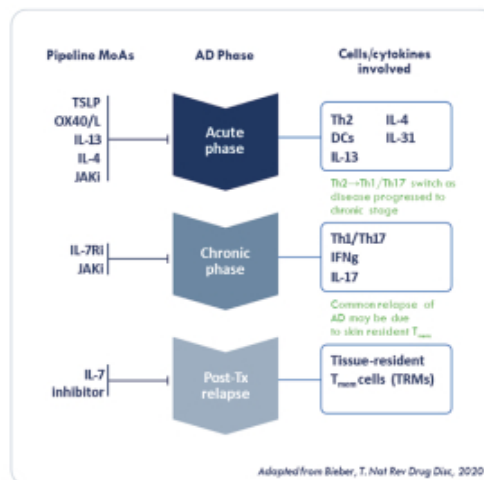 Pipeline MoAs
AD Phase
Cells/cytokines
involved
TSLP
OX40/L
IL-13
IL-4
JAKi
Acute
phase
Th2 IL-4
DCs IL-31
IL-13
Th2→Th1/Th17 switch as
disease progressed to
chronic stage
IL-7Ri
JAKi
Chronic
phase
Th1/Th17
IFNg
IL-17
Common relapse of
AD may be due
to skin resident Tmem
IL-7
inhibitor
Post-Tx
relapse
Tissue-resident
Tmem cells (TRMs)
Adapted from Bieber, T. Nat Rev Drug Disc, 2020